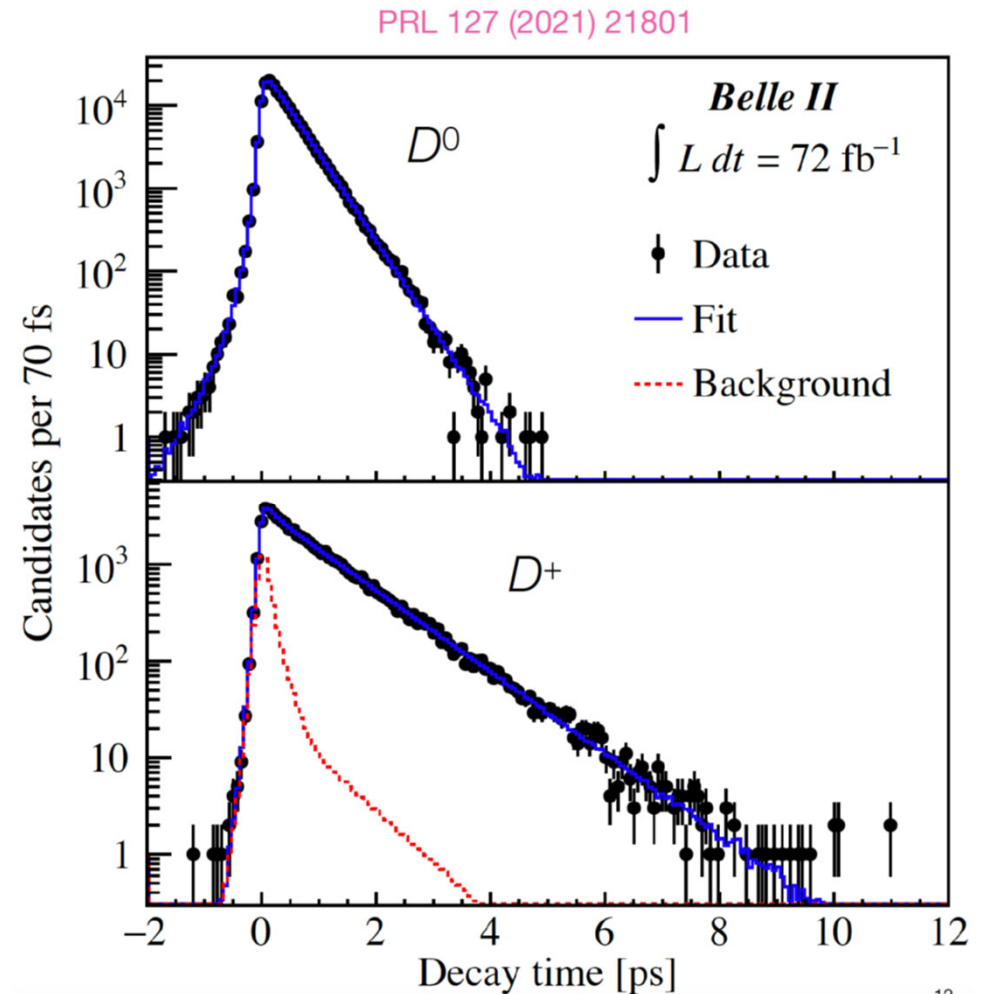 PRL 127 (2021) 21801
Belle II
∫ L dt = 72 fb⁻¹
D⁰
Data
Fit
Background
10⁴
10³
10²
10
1
D⁺
10³
10²
10
1
Candidates per 70 fs
−2 0 2 4 6 8 10 12
Decay time [ps]